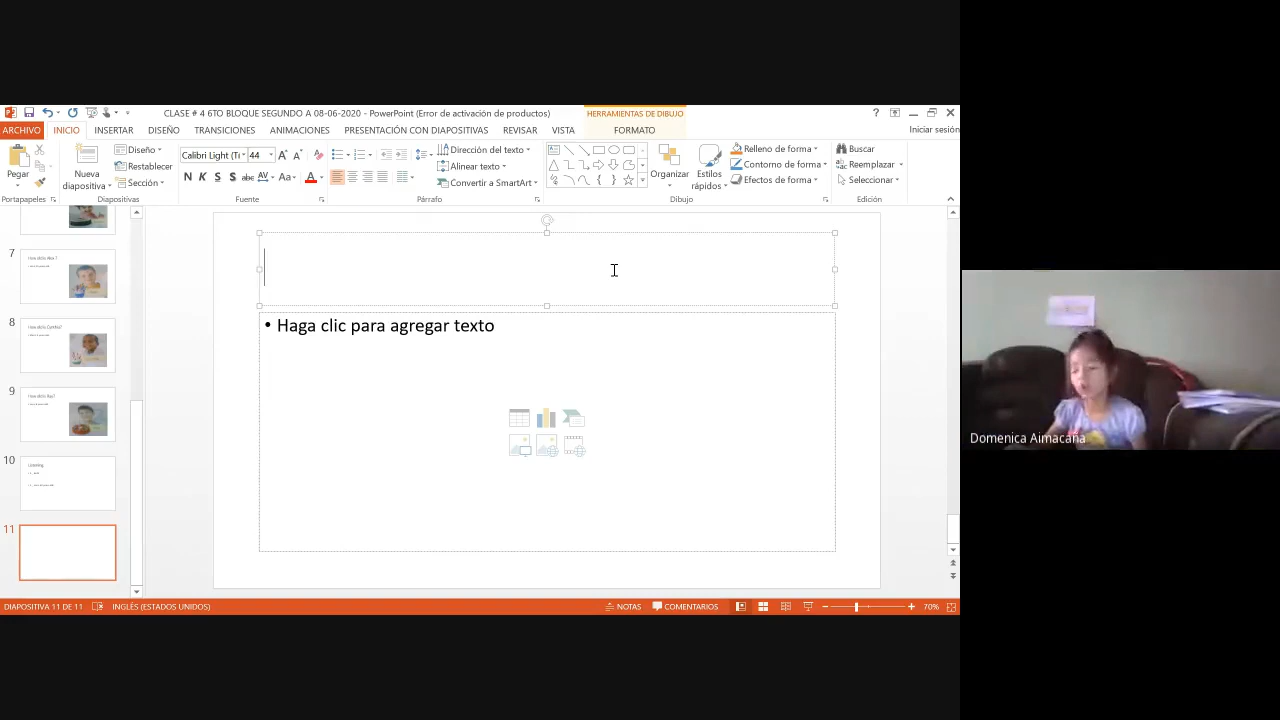 CLASE # 4 6TO BLOQUE SEGUNDO A 08-06-2020 - PowerPoint (Error de activación de productos)
HERRAMIENTAS DE DIBUJO
ARCHIVO INICIO INSERTAR DISEÑO TRANSICIONES ANIMACIONES PRESENTACIÓN CON DIAPOSITIVAS REVISAR VISTA FORMATO
Iniciar sesión
Pegar
Nueva diapositiva
Diseño
Restablecer
Sección
Calibri Light (Tí 44
N K S S abc AV Aa A
Dirección del texto
Alinear texto
Convertir a SmartArt
Organizar
Estilos rápidos
Relleno de forma
Contorno de forma
Efectos de forma
Buscar
Reemplazar
Seleccionar
Portapapeles Diapositivas Fuente Párrafo Dibujo Edición
7
8
9
10
Listening
11
• Haga clic para agregar texto
Domenica Aimacaña
DIAPOSITIVA 11 DE 11 INGLÉS (ESTADOS UNIDOS) NOTAS COMENTARIOS 70%